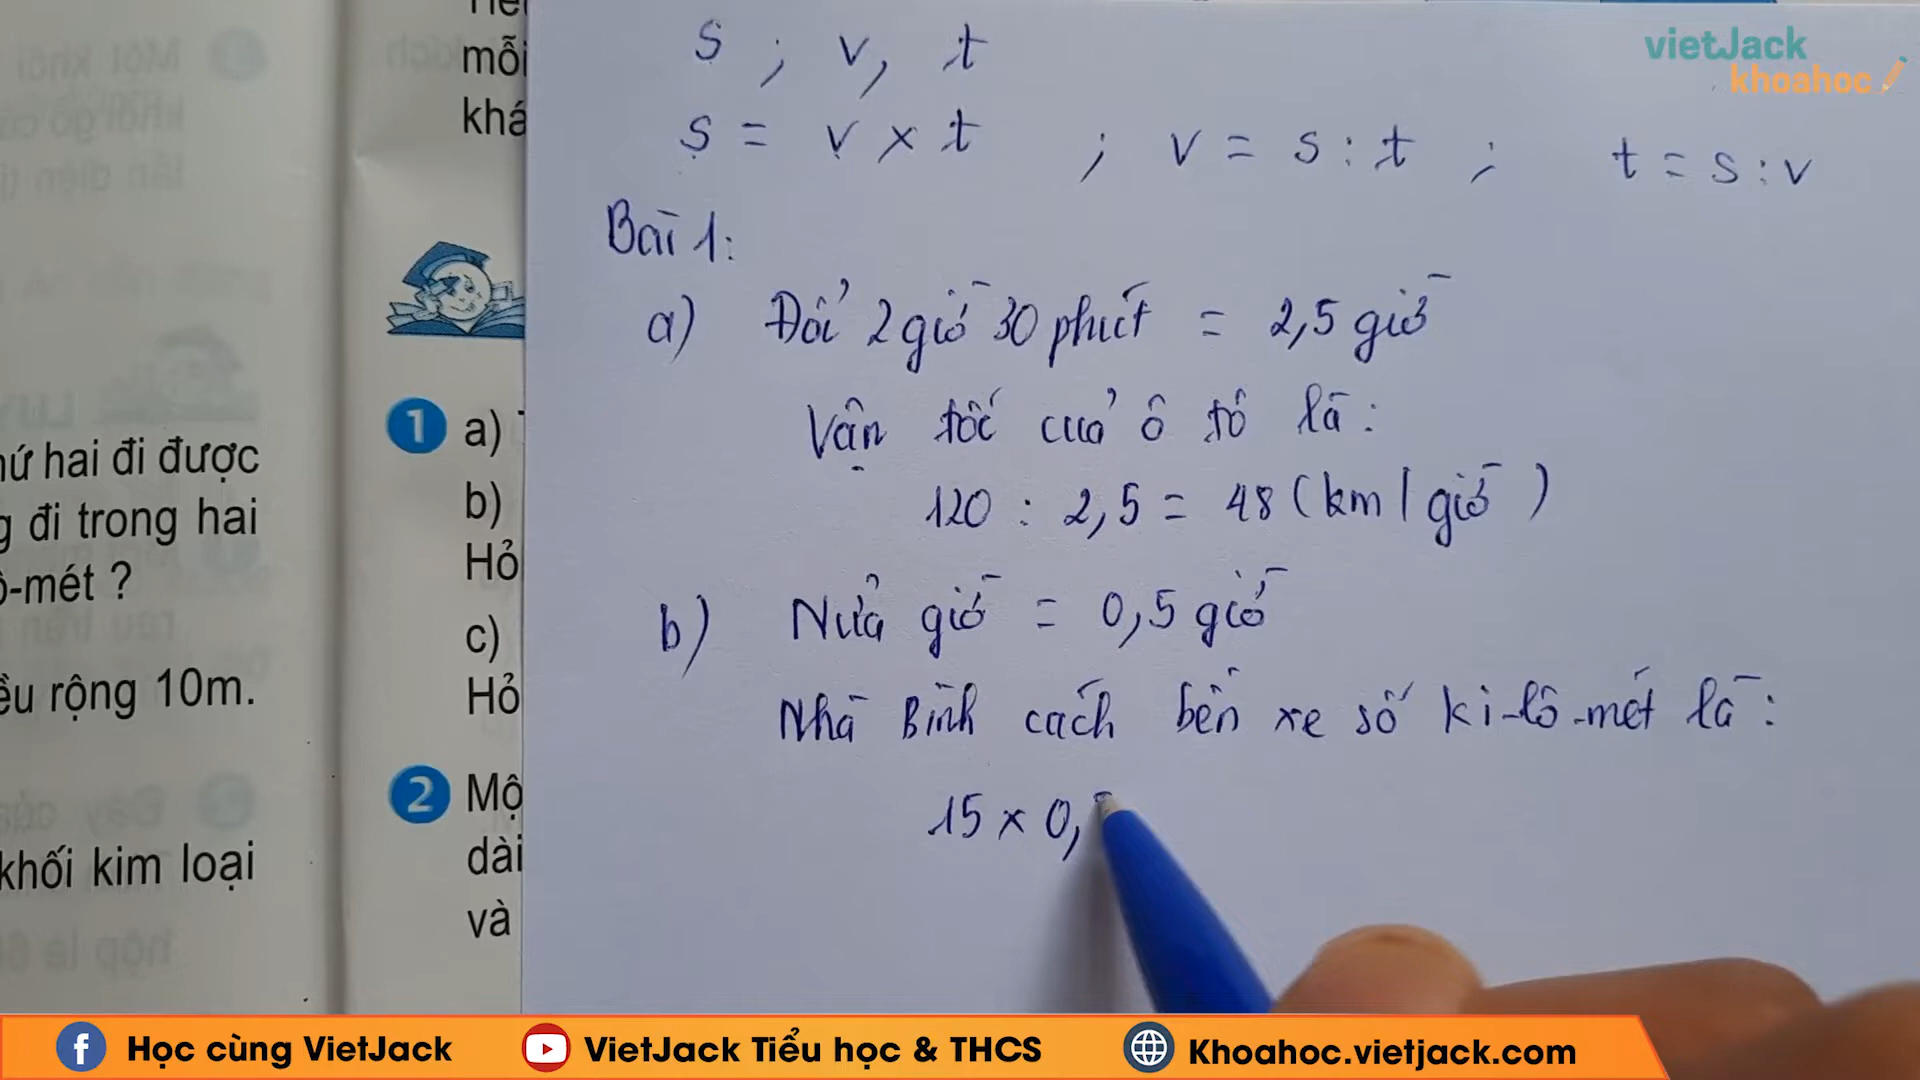 mỗi
khá
hứ hai đi được
g đi trong hai
ô-mét ?
ều rộng 10m.
khối kim loại
1 a)
b)
Hỏ
c)
Hỏ
2 Mộ
dài
và
s ; v, t
s = v x t ; v = s : t ; t = s : v
Bài 1:
a) Đổi 2 giờ 30 phút = 2,5 giờ
Vận tốc của ô tô là :
120 : 2,5 = 48 (km / giờ )
b) Nửa giờ = 0,5 giờ
Nhà Bình cách bến xe số ki-lô-mét là :
15 x 0,
vietJack
khoahoc
Học cùng VietJack
VietJack Tiểu học & THCS
Khoahoc.vietjack.com